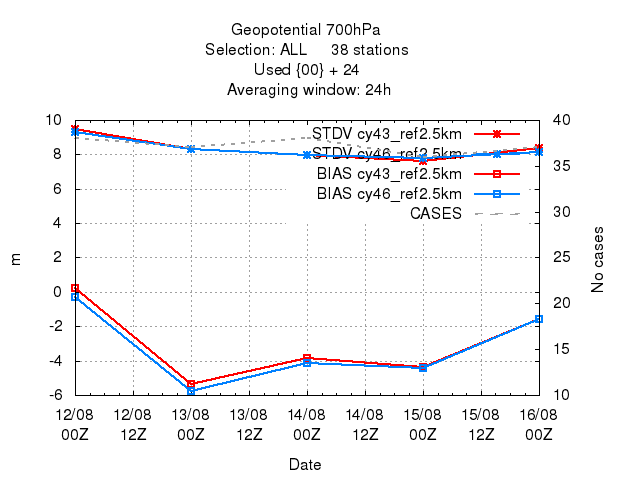 Geopotential 700hPa
Selection: ALL 38 stations
Used {00} + 24
Averaging window: 24h
10 40
STDV cy43_ref2.5km
8 STDV cy46_ref2.5km 35
BIAS cy43_ref2.5km
6 BIAS cy46_ref2.5km
CASES 30
4
2 25
m No cases
0
20
-2
-4 15
-6 10
12/08 12/08 13/08 13/08 14/08 14/08 15/08 15/08 16/08
00Z 12Z 00Z 12Z 00Z 12Z 00Z 12Z 00Z
Date